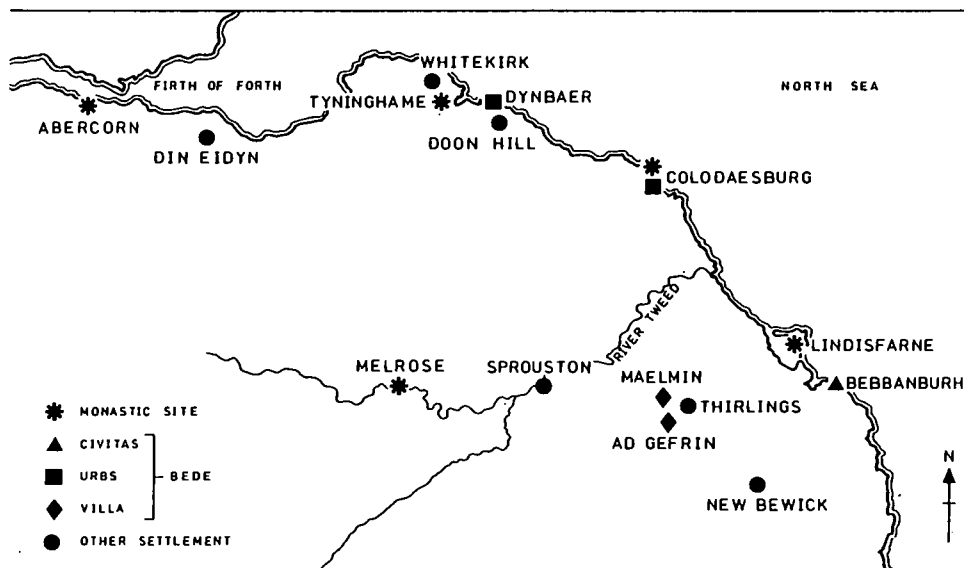 WHITEKIRK
FIRTH OF FORTH
NORTH SEA
TYNINGHAME
DYNBAER
ABERCORN
DIN EIDYN
DOON HILL
COLODAESBURG
RIVER TWEED
LINDISFARNE
MELROSE
SPROUSTON
MAELMIN
BEBBANBURH
THIRLINGS
AD GEFRIN
NEW BEWICK
N
MONASTIC SITE
CIVITAS
URBS
BEDE
VILLA
OTHER SETTLEMENT